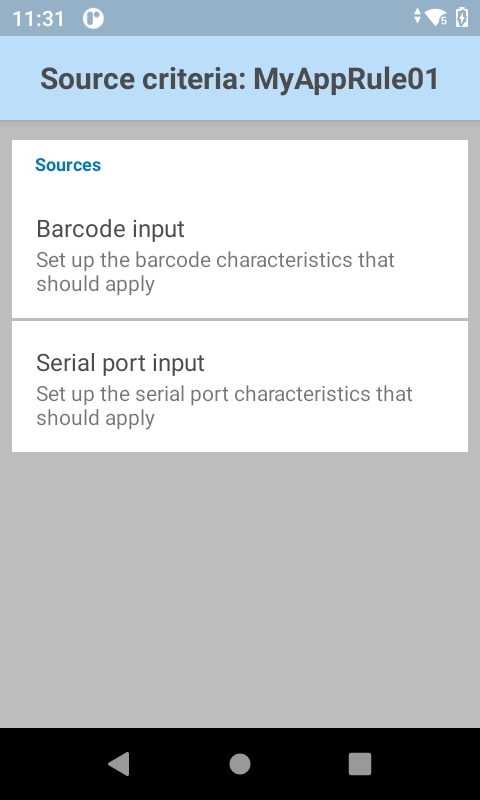 11:31
5
Source criteria: MyAppRule01
Sources
Barcode input
Set up the barcode characteristics that
should apply
Serial port input
Set up the serial port characteristics that
should apply